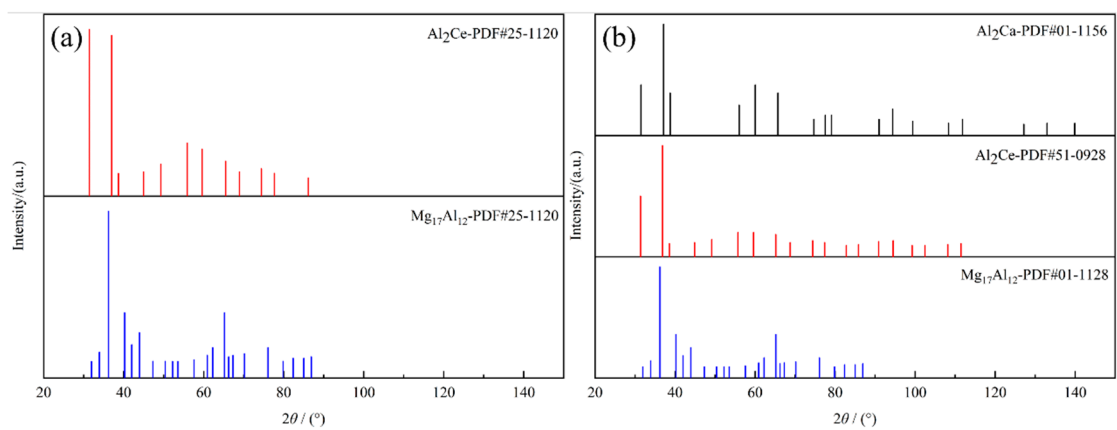 (a)
Al2Ce-PDF#25-1120
Mg17Al12-PDF#25-1120
Intensity/(a.u.)
20 40 60 80 100 120 140
2θ / (°)
(b)
Al2Ca-PDF#01-1156
Al2Ce-PDF#51-0928
Mg17Al12-PDF#01-1128
Intensity/(a.u.)
20 40 60 80 100 120 140
2θ / (°)